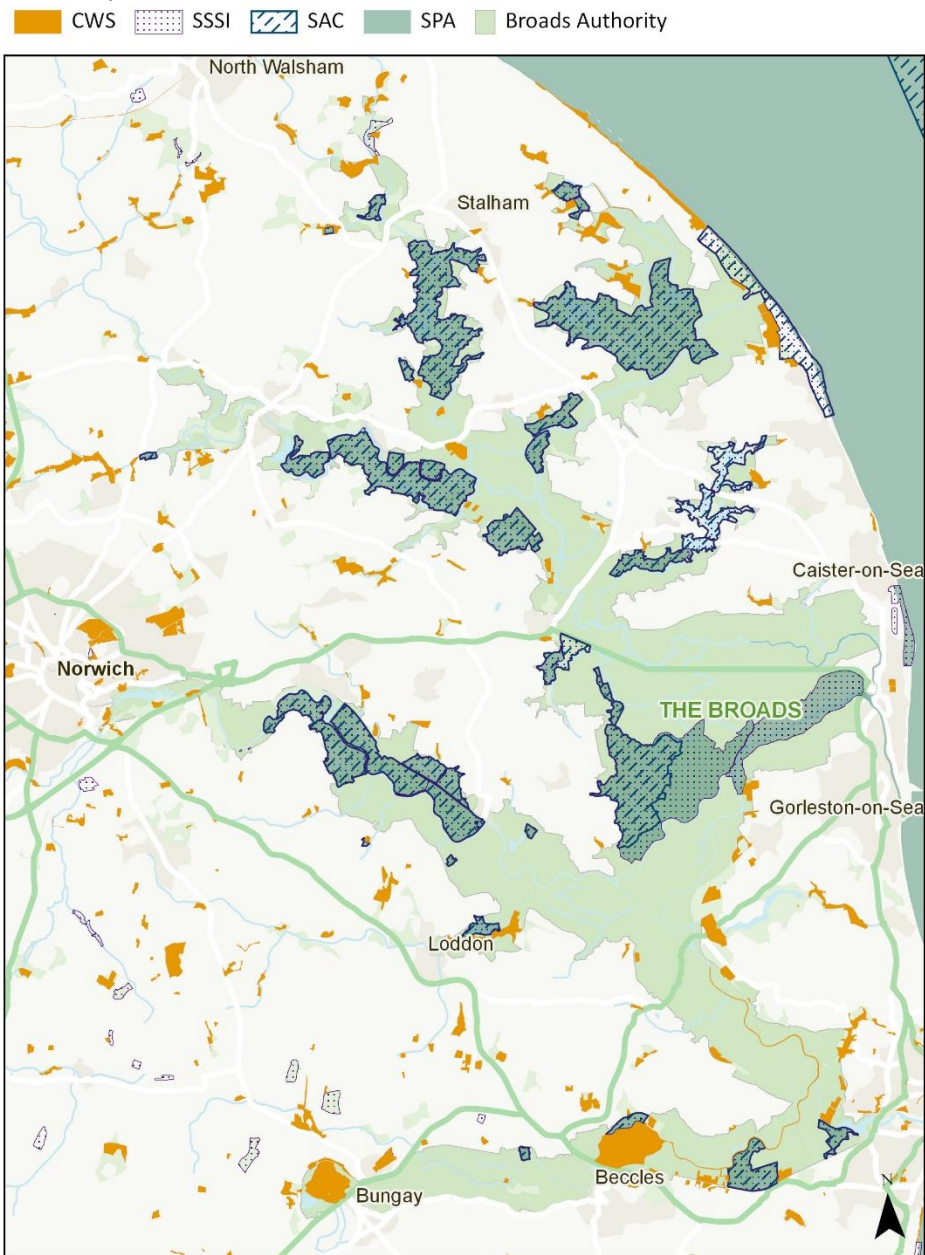 CWS SSSI SAC SPA Broads Authority
North Walsham
Stalham
Caister-on-Sea
Norwich
THE BROADS
Gorleston-on-Sea
Loddon
Beccles
Bungay
N